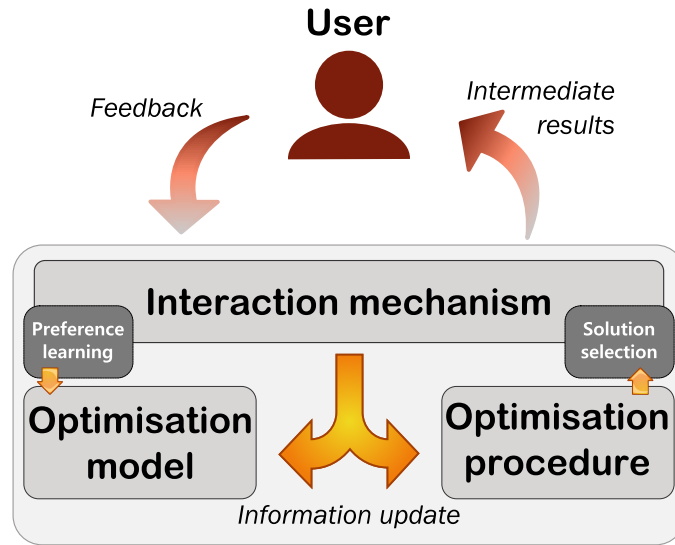 User
Feedback
Intermediate
results
Interaction mechanism
Preference
learning
Solution
selection
Optimisation
model
Optimisation
procedure
Information update